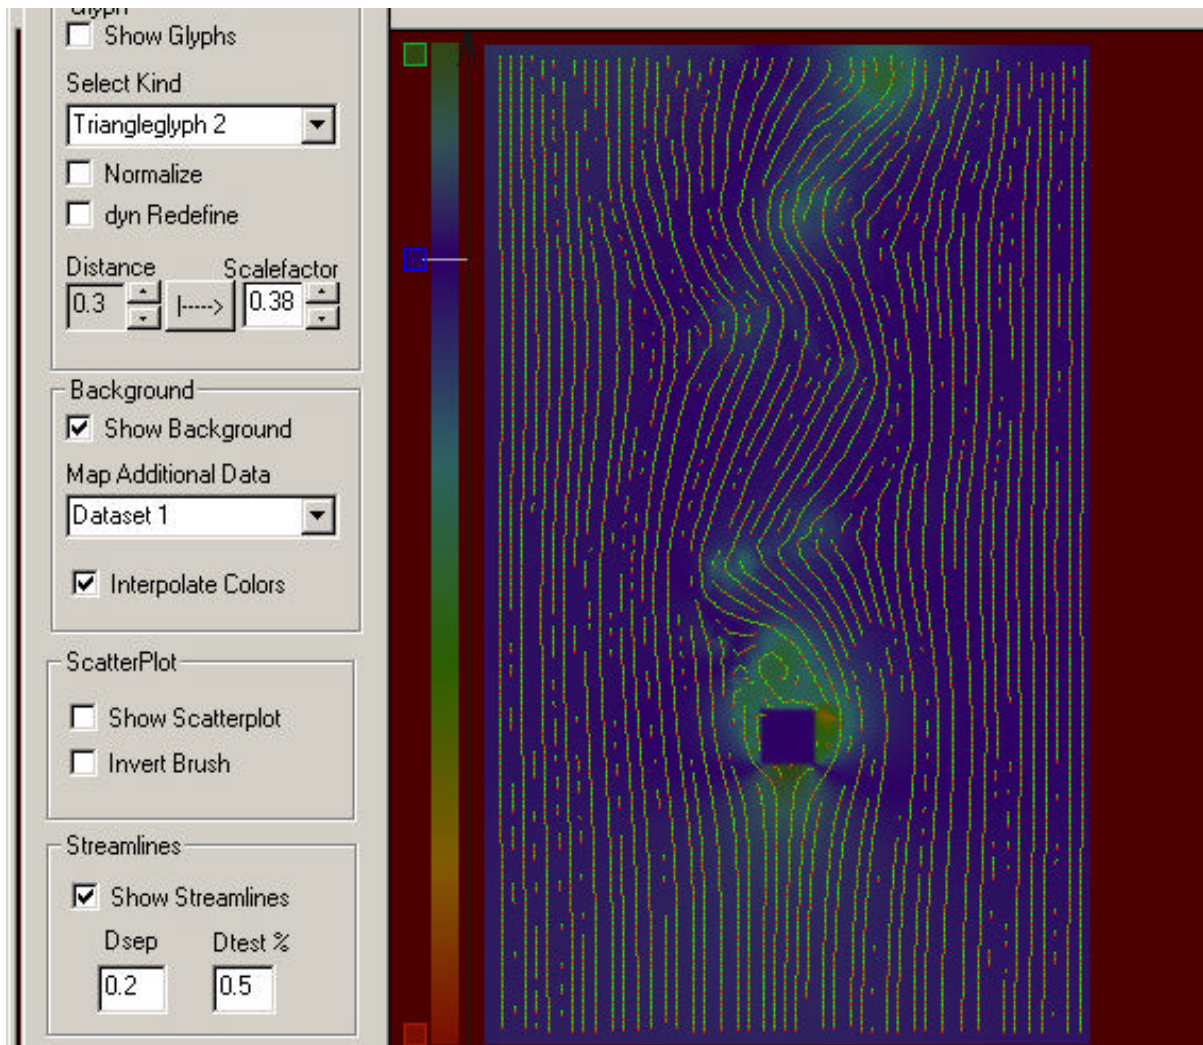 Glyph
Show Glyphs
Select Kind
Triangleglyph 2
Normalize
dyn Redefine
Distance Scalefactor
0.3 |-----> 0.38
Background
Show Background
Map Additional Data
Dataset 1
Interpolate Colors
ScatterPlot
Show Scatterplot
Invert Brush
Streamlines
Show Streamlines
Dsep Dtest %
0.2 0.5